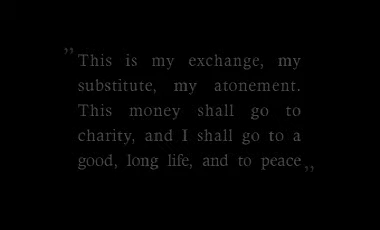 ”This is my exchange, my
substitute, my atonement.
This money shall go to
charity, and I shall go to a
good, long life, and to peace„